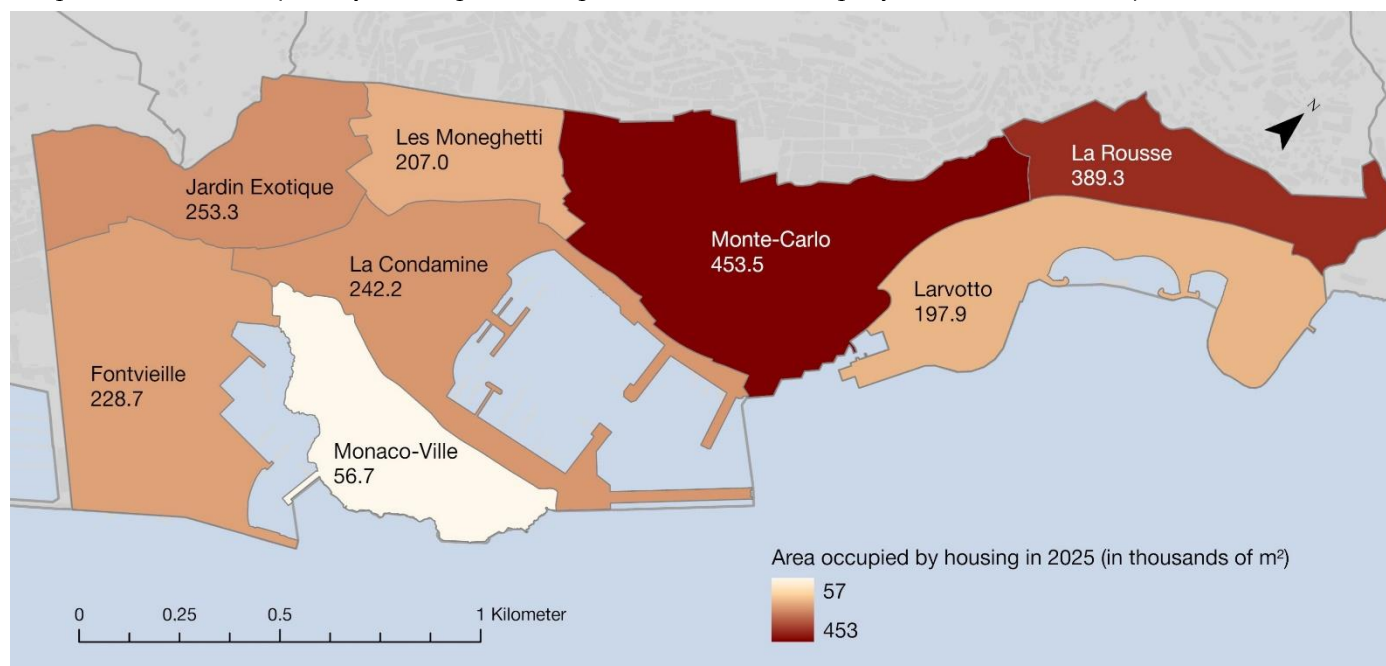 Les Moneghetti
207.0
La Rousse
389.3
N
Jardin Exotique
253.3
Monte-Carlo
453.5
La Condamine
242.2
Larvotto
197.9
Fontvieille
228.7
Monaco-Ville
56.7
Area occupied by housing in 2025 (in thousands of m²)
57
453
0 0.25 0.5 1 Kilometer